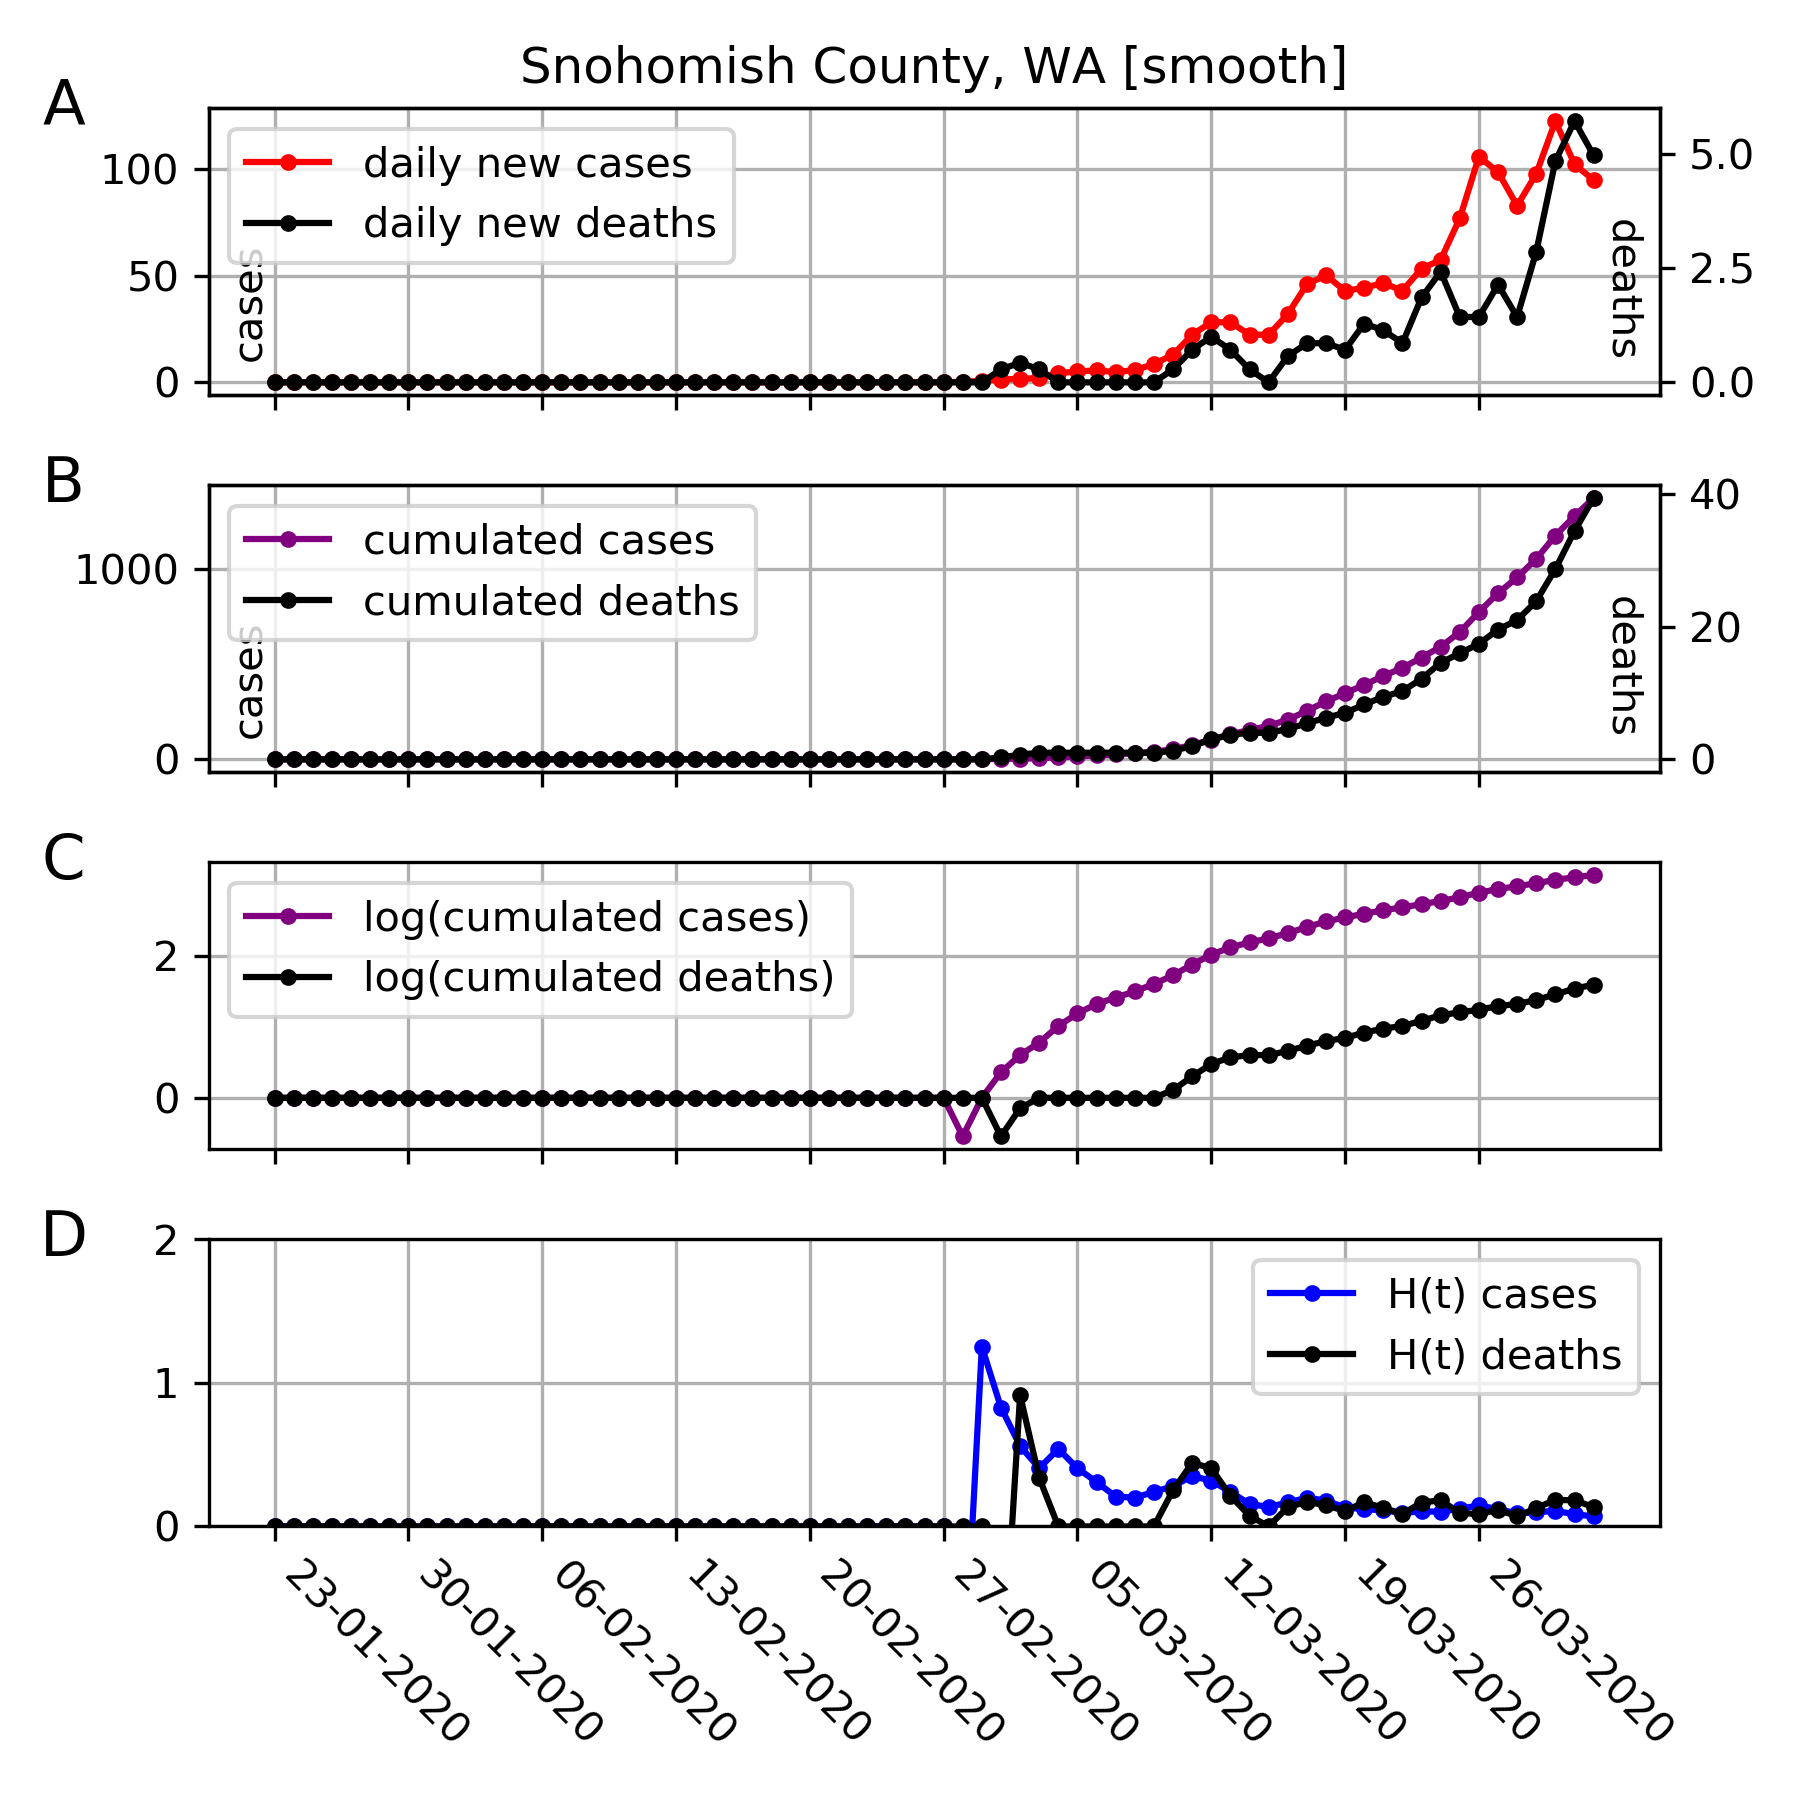 Snohomish County, WA [smooth]
A
daily new cases
daily new deaths
100
50
0
cases
5.0
2.5
0.0
deaths
B
cumulated cases
cumulated deaths
1000
0
cases
40
20
0
deaths
C
log(cumulated cases)
log(cumulated deaths)
2
0
D
H(t) cases
H(t) deaths
2
1
0
23-01-2020
30-01-2020
06-02-2020
13-02-2020
20-02-2020
27-02-2020
05-03-2020
12-03-2020
19-03-2020
26-03-2020